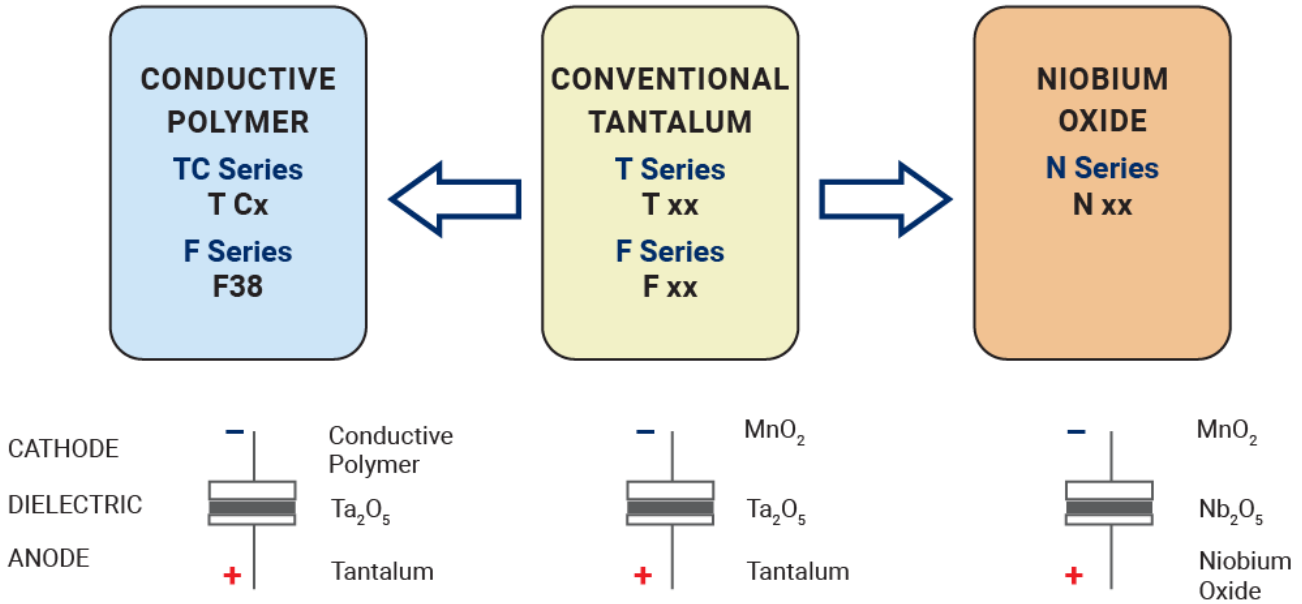 CONDUCTIVE
POLYMER
TC Series
T Cx
F Series
F38
CONVENTIONAL
TANTALUM
T Series
T xx
F Series
F xx
NIOBIUM
OXIDE
N Series
N xx
CATHODE
DIELECTRIC
ANODE
−
Conductive
Polymer
Ta₂O₅
+
Tantalum
−
MnO₂
Ta₂O₅
+
Tantalum
−
MnO₂
Nb₂O₅
+
Niobium
Oxide